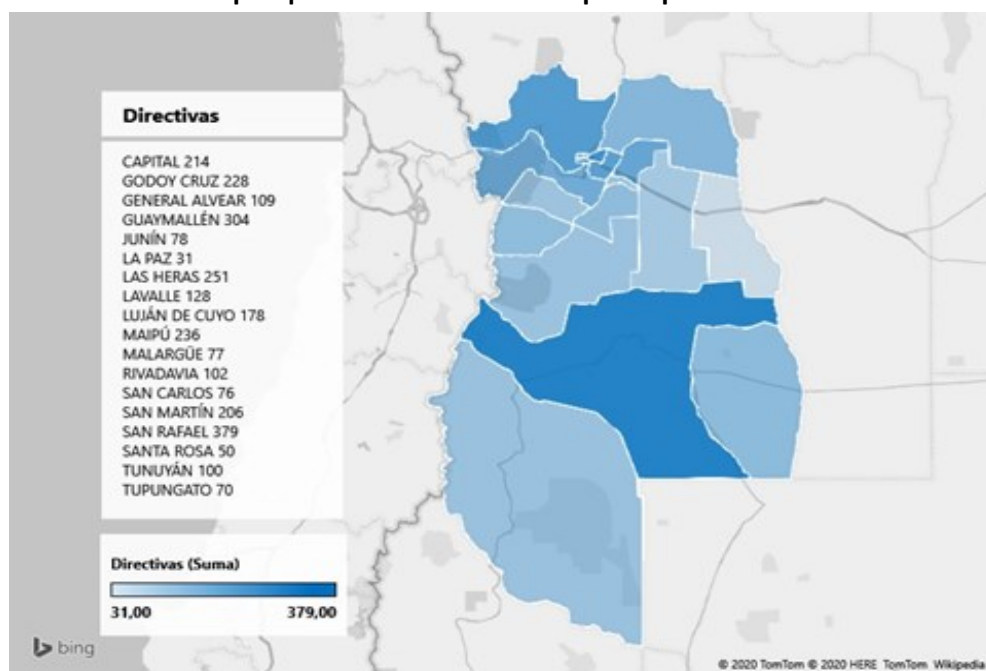 Directivas
CAPITAL 214
GODOY CRUZ 228
GENERAL ALVEAR 109
GUAYMALLÉN 304
JUNÍN 78
LA PAZ 31
LAS HERAS 251
LAVALLE 128
LUJÁN DE CUYO 178
MAIPÚ 236
MALARGÜE 77
RIVADAVIA 102
SAN CARLOS 76
SAN MARTÍN 206
SAN RAFAEL 379
SANTA ROSA 50
TUNUYÁN 100
TUPUNGATO 70
Directivas (Suma)
31,00 379,00
bing
© 2020 TomTom © 2020 HERE TomTom Wikipedia